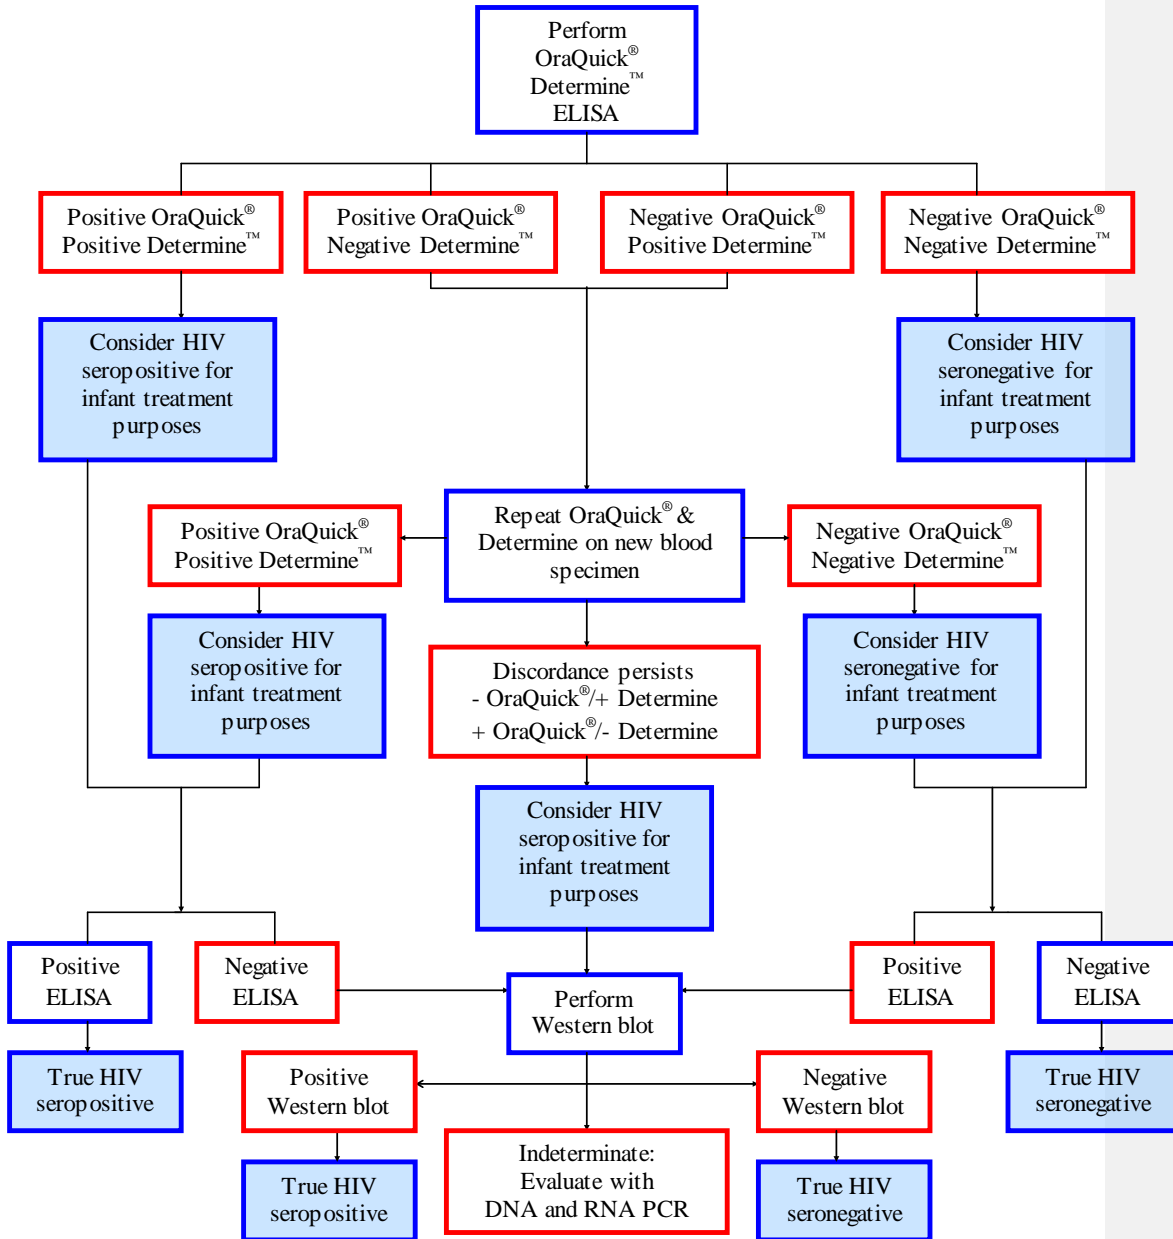 Perform
OraQuick®
Determine™
ELISA
Positive OraQuick®
Positive Determine™
Positive OraQuick®
Negative Determine™
Negative OraQuick®
Positive Determine™
Negative OraQuick®
Negative Determine™
Consider HIV
seropositive for
infant treatment
purposes
Consider HIV
seronegative for
infant treatment
purposes
Positive OraQuick®
Positive Determine™
Repeat OraQuick® &
Determine on new blood
specimen
Negative OraQuick®
Negative Determine™
Consider HIV
seropositive for
infant treatment
purposes
Discordance persists
- OraQuick®/+ Determine
+ OraQuick®/- Determine
Consider HIV
seronegative for
infant treatment
purposes
Consider HIV
seropositive for
infant treatment
purposes
Positive
ELISA
Negative
ELISA
Perform
Western blot
Positive
ELISA
Negative
ELISA
True HIV
seropositive
Positive
Western blot
Negative
Western blot
True HIV
seronegative
True HIV
seropositive
Indeterminate:
Evaluate with
DNA and RNA PCR
True HIV
seronegative